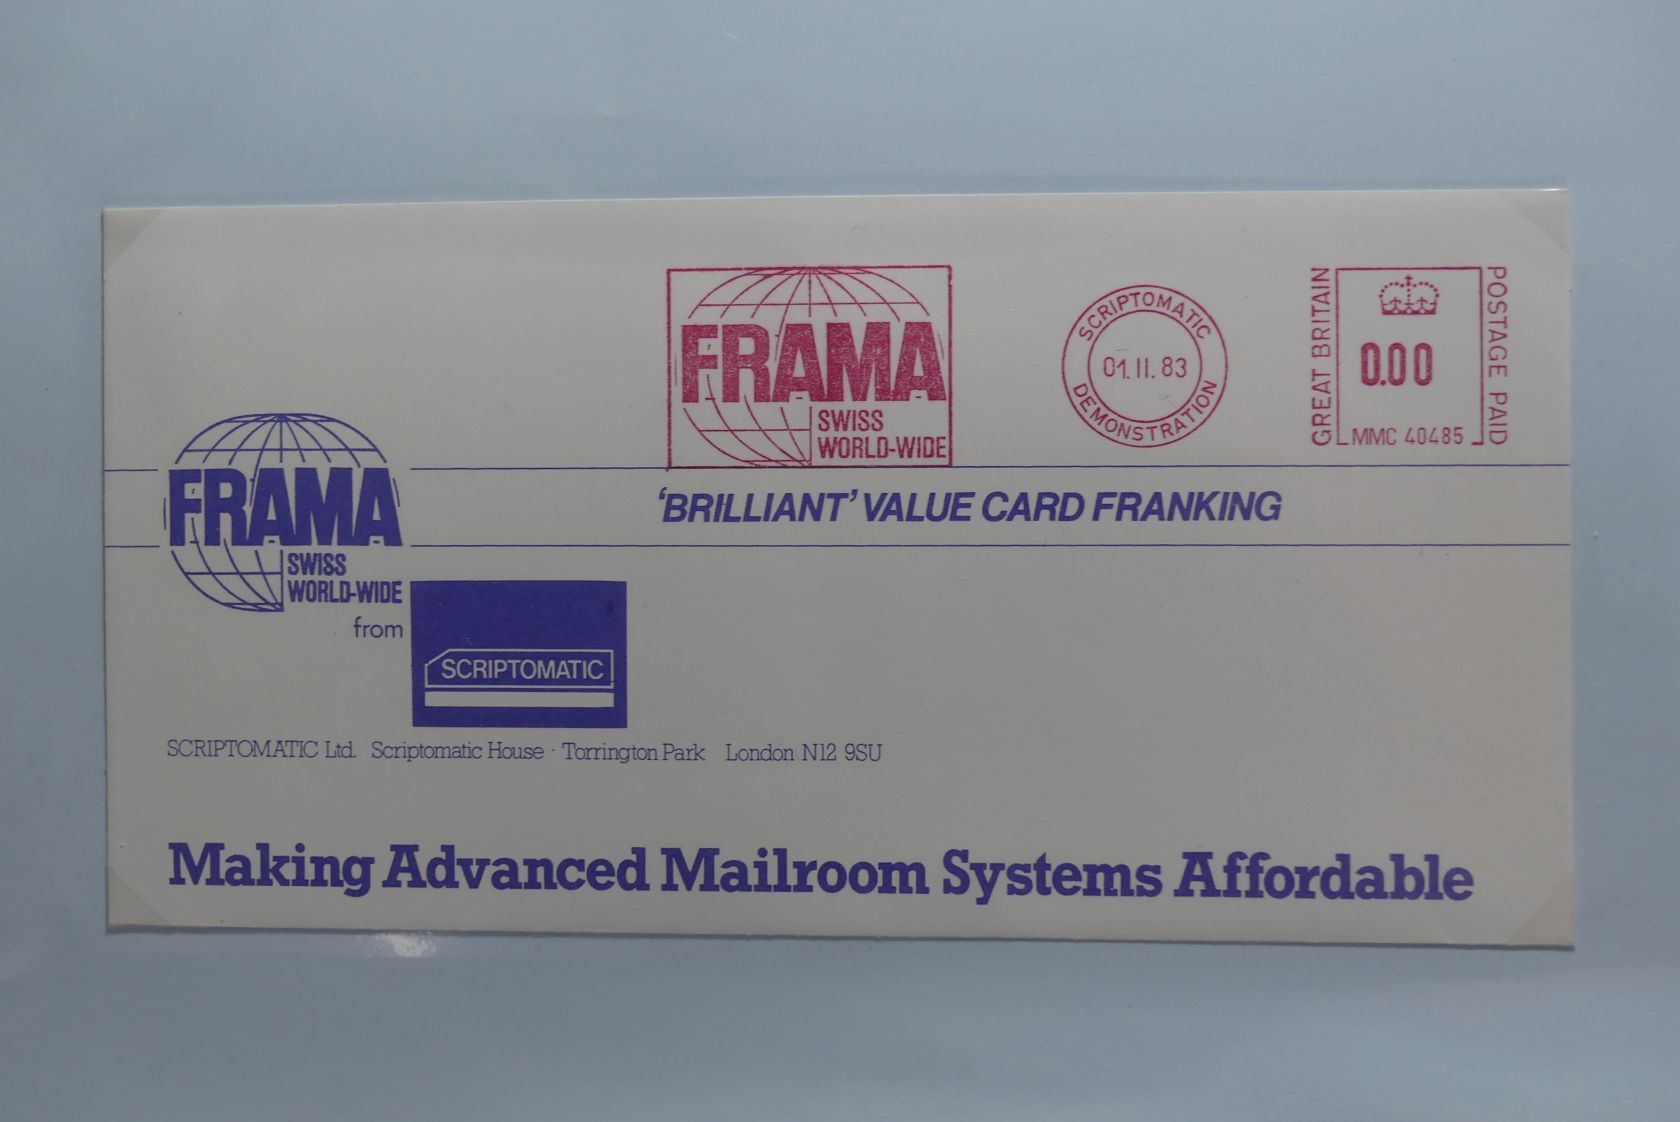 FRAMA
SWISS
WORLD-WIDE
SCRIPTOMATIC
01.II.83
DEMONSTRATION
GREAT BRITAIN
0.00
MMC 40485
POSTAGE PAID
FRAMA
SWISS
WORLD-WIDE
'BRILLIANT' VALUE CARD FRANKING
from
SCRIPTOMATIC
SCRIPTOMATIC Ltd. Scriptomatic House · Torrington Park London N12 9SU
Making Advanced Mailroom Systems Affordable